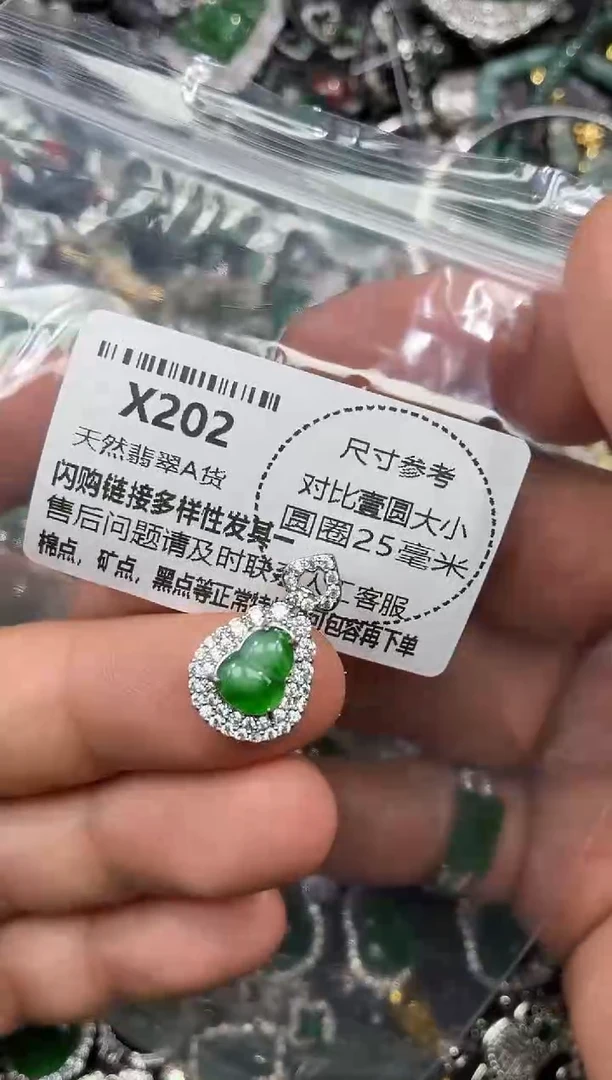 X202
天然翡翠A货
闪购链接多样性发其一
售后问题请及时联系人工客服
棉点，矿点，黑点等正常特 可包容再下单
尺寸参考
对比壹圆大小
圆圈25毫米